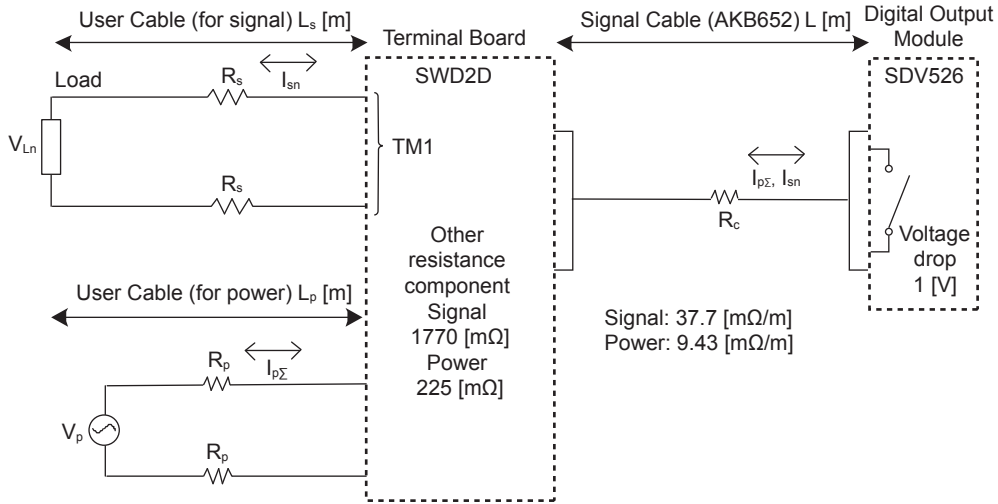 User Cable (for signal) Ls [m]
Signal Cable (AKB652) L [m]
Digital Output
Module
Terminal Board
SWD2D
SDV526
Load
Rs
Isn
VLn
TM1
Rs
IpΣ, Isn
Rc
Other
resistance
component
Signal
1770 [mΩ]
Power
225 [mΩ]
Voltage
drop
1 [V]
User Cable (for power) Lp [m]
Signal: 37.7 [mΩ/m]
Power: 9.43 [mΩ/m]
Rp
IpΣ
Vp
Rp